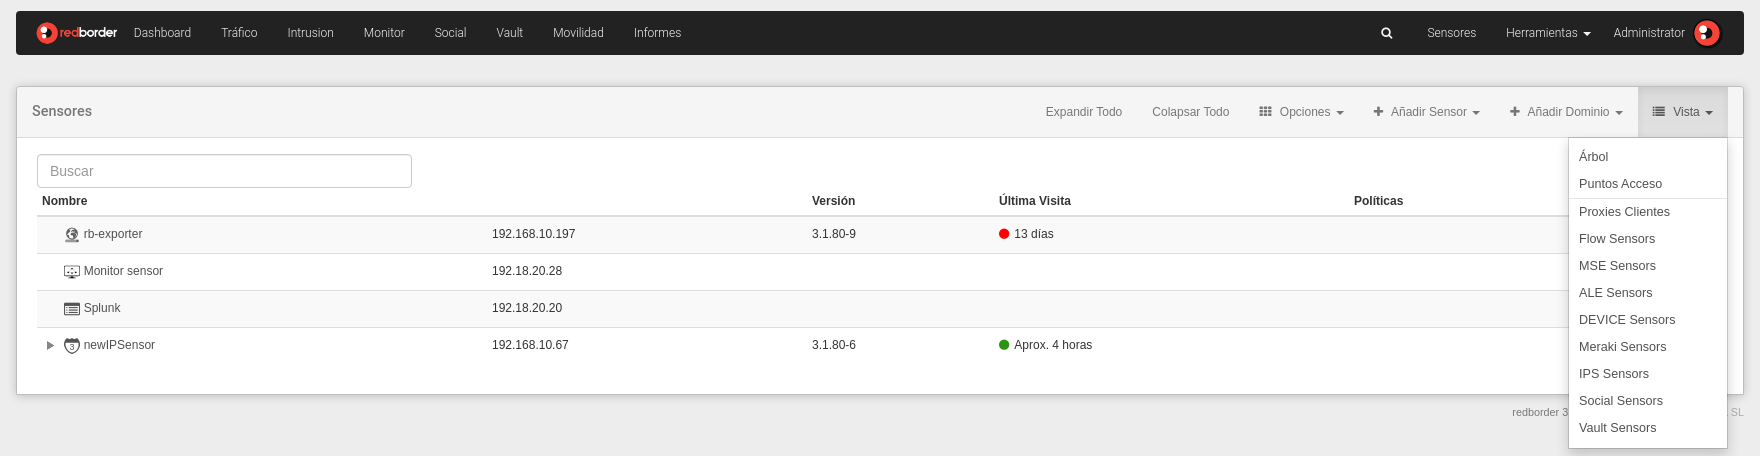 redborder Dashboard Tráfico Intrusion Monitor Social Vault Movilidad Informes Sensores Herramientas Administrator
Sensores Expandir Todo Colapsar Todo Opciones Añadir Sensor Añadir Dominio Vista
Buscar
Nombre Versión Última Visita Políticas
rb-exporter 192.168.10.197 3.1.80-9 13 días
Monitor sensor 192.18.20.28
Splunk 192.18.20.20
3 newIPSensor 192.168.10.67 3.1.80-6 Aprox. 4 horas
Árbol
Puntos Acceso
Proxies Clientes
Flow Sensors
MSE Sensors
ALE Sensors
DEVICE Sensors
Meraki Sensors
IPS Sensors
Social Sensors
Vault Sensors
redborder 3 SL